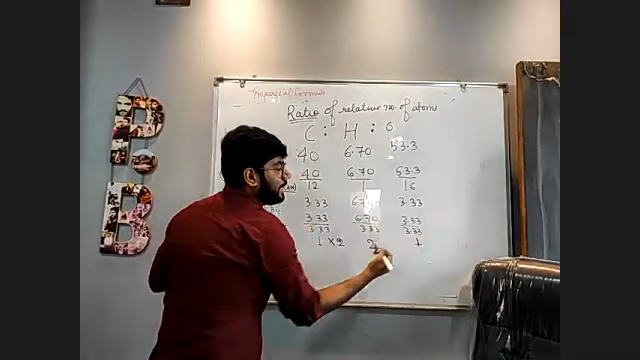 Empirical formula
Ratio of relative no. of atoms
C : H : O
40 6.70 53.3
40 6.70 53.3
12 1 16
3.33 6.7 3.33
3.33 6.70 3.33
3.33 3.33 3.33
1 × 2 2 1
P
B